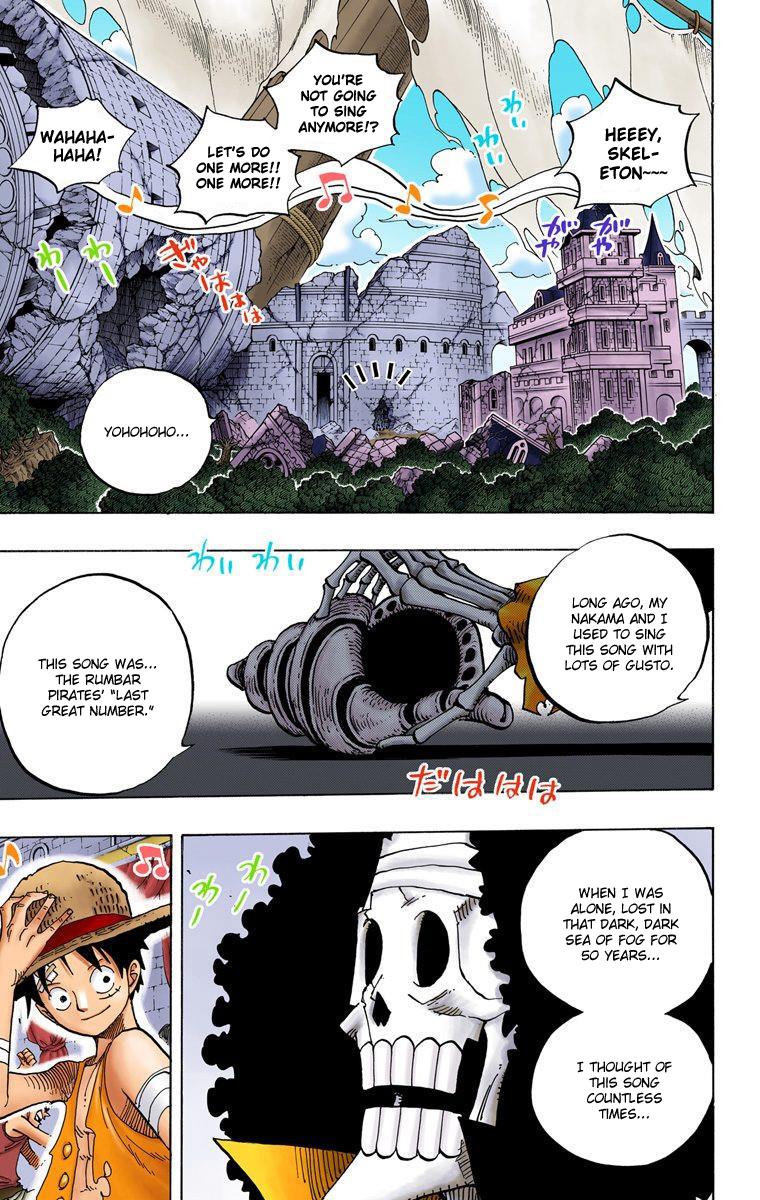 HEEEY,
SKEL-
ETON~~~
わい
わい
YOU'RE
NOT GOING
TO SING
ANYMORE!?
LET'S DO
ONE MORE!!
ONE MORE!!
WAHAHA-
HAHA!
がや
がや
ぎゃははは
わー
わー
YOHOHOHO...
わい わい
LONG AGO, MY
NAKAMA AND I
USED TO SING
THIS SONG WITH
LOTS OF GUSTO.
THIS SONG WAS...
THE RUMBAR
PIRATES' "LAST
GREAT NUMBER."
だはははは
WHEN I WAS
ALONE, LOST IN
THAT DARK, DARK
SEA OF FOG FOR
50 YEARS...
わー
わー
I THOUGHT OF
THIS SONG
COUNTLESS
TIMES...